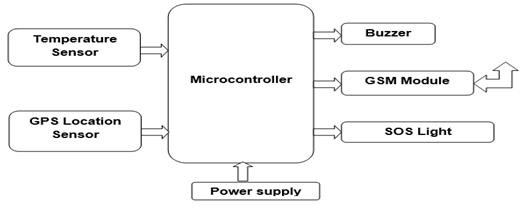 Temperature
Sensor
GPS Location
Sensor
Microcontroller
Buzzer
GSM Module
SOS Light
Power supply